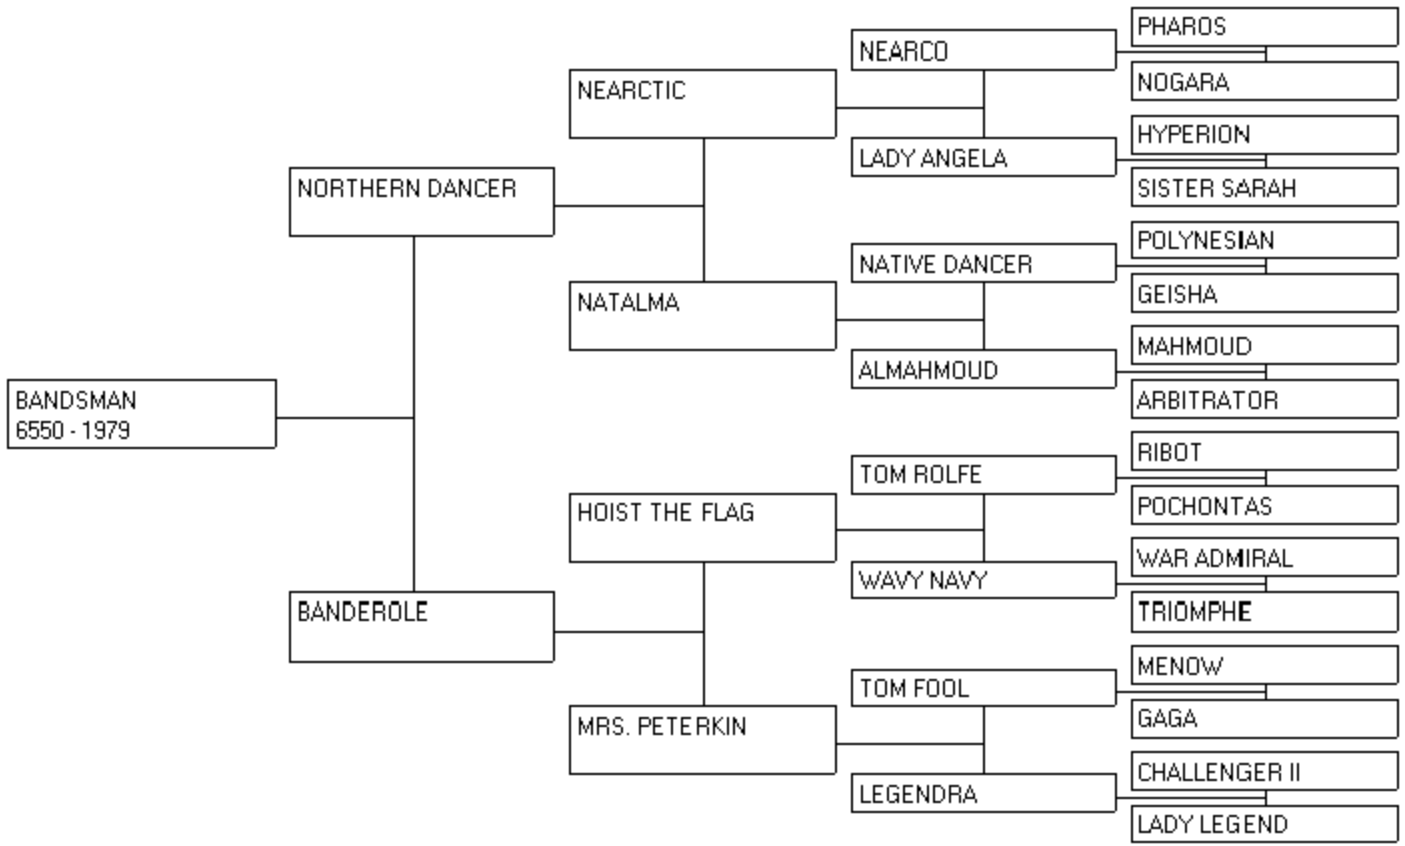 PHAROS
NEARCO
NOGARA
NEARCTIC
HYPERION
LADY ANGELA
SISTER SARAH
NORTHERN DANCER
POLYNESIAN
NATIVE DANCER
GEISHA
NATALMA
MAHMOUD
ALMAHMOUD
ARBITRATOR
BANDSMAN
6550 - 1979
RIBOT
TOM ROLFE
POCHONTAS
HOIST THE FLAG
WAR ADMIRAL
WAVY NAVY
TRIOMPHE
BANDEROLE
MENOW
TOM FOOL
GAGA
MRS. PETERKIN
CHALLENGER II
LEGENDRA
LADY LEGEND